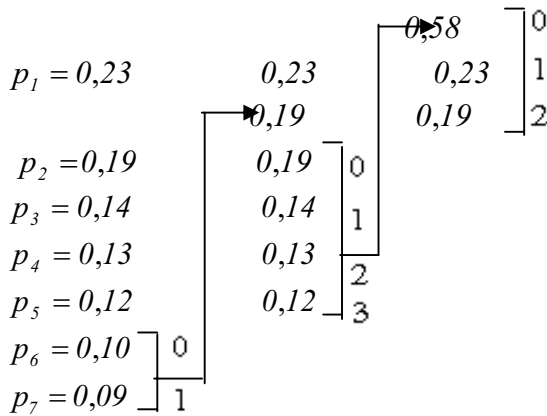 0,58 0
p₁ = 0,23 0,23 0,23 1
0,19 0,19 2
p₂ = 0,19 0,19 0
p₃ = 0,14 0,14 1
p₄ = 0,13 0,13 2
p₅ = 0,12 0,12 3
p₆ = 0,10 0
p₇ = 0,09 1